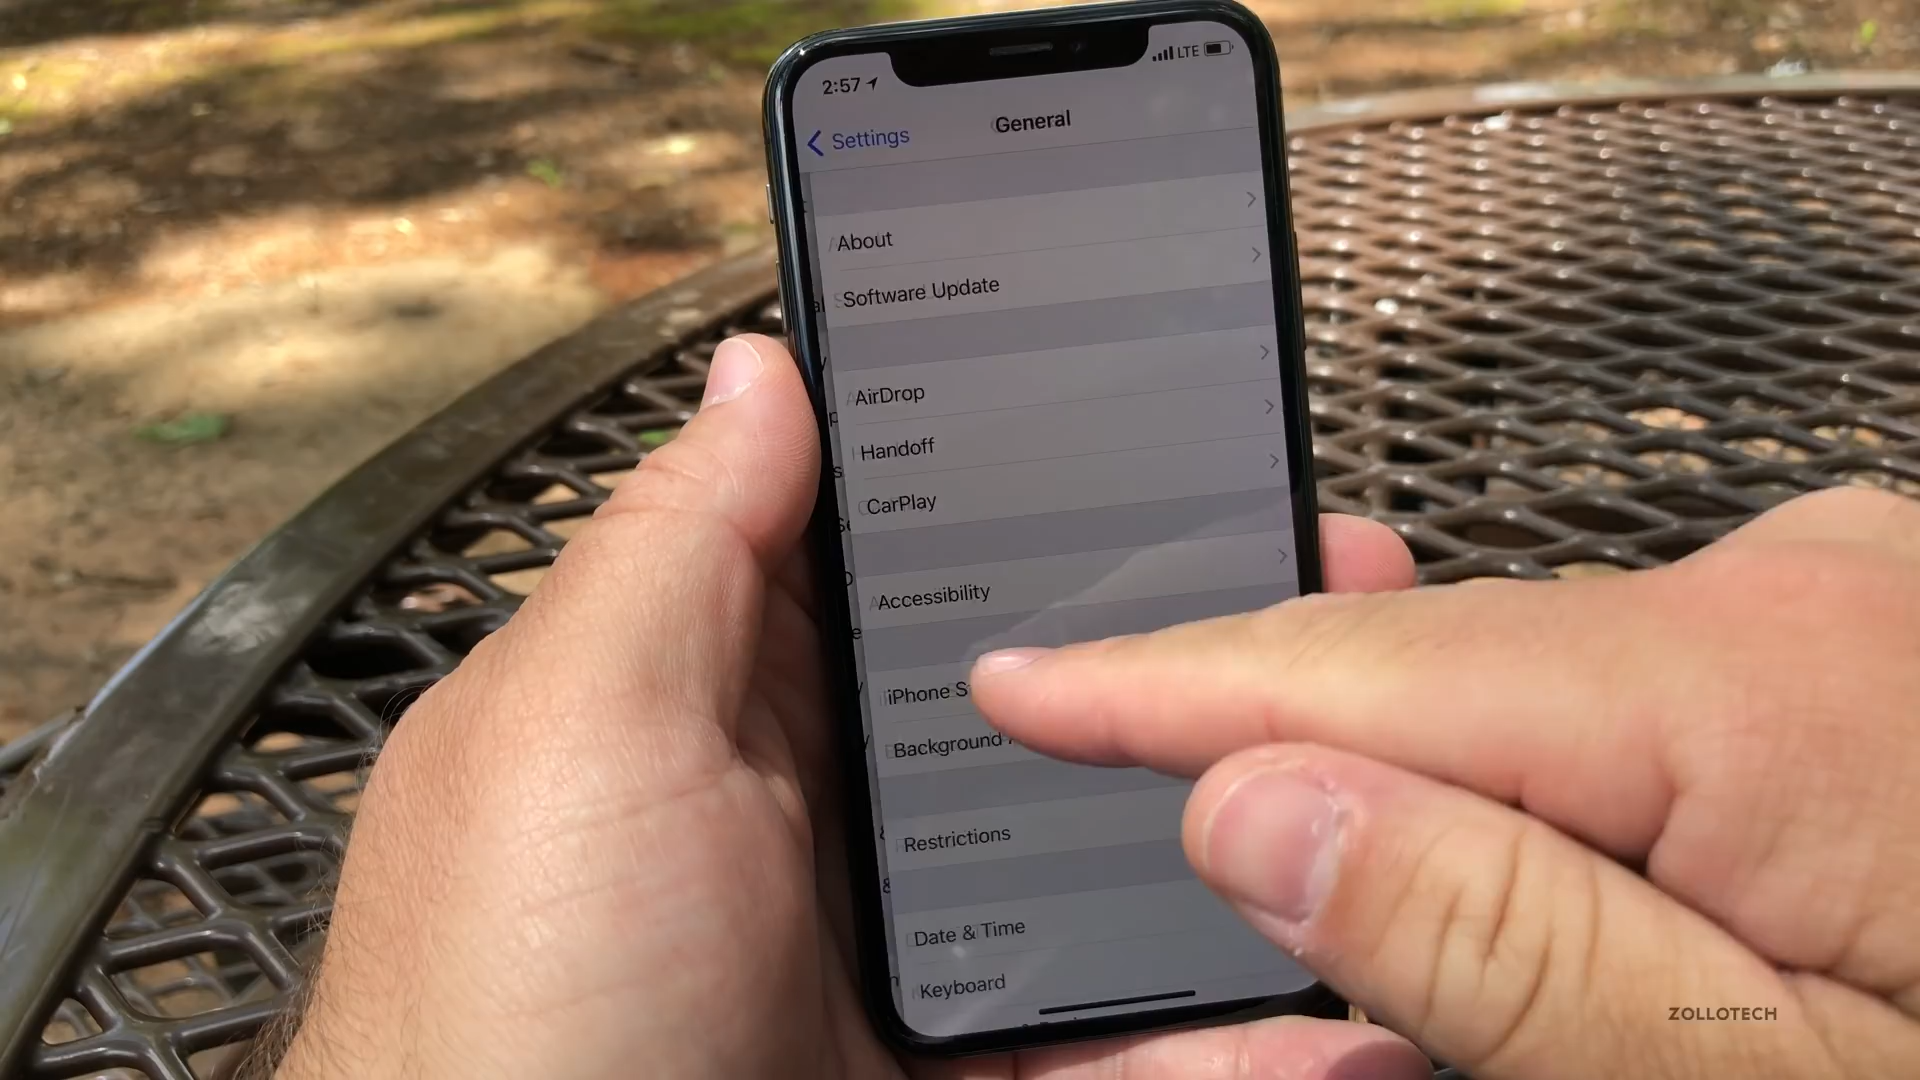 2:57 LTE
Settings General
About
Software Update
AirDrop
Handoff
CarPlay
Accessibility
iPhone S
Background
Restrictions
Date & Time
Keyboard
ZOLLOTECH